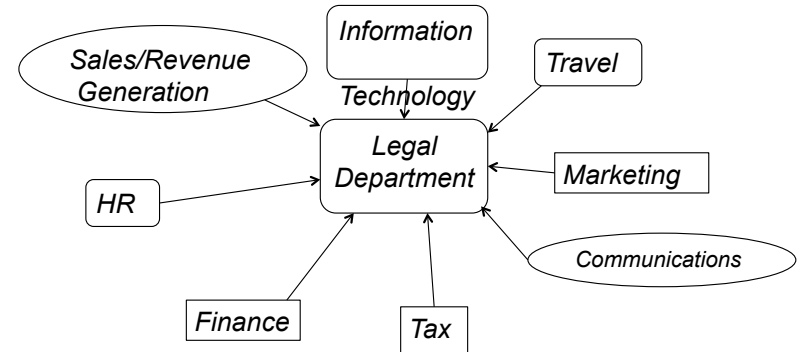 Information
Technology
Sales/Revenue
Generation
Travel
Legal
Department
Marketing
HR
Communications
Finance
Tax